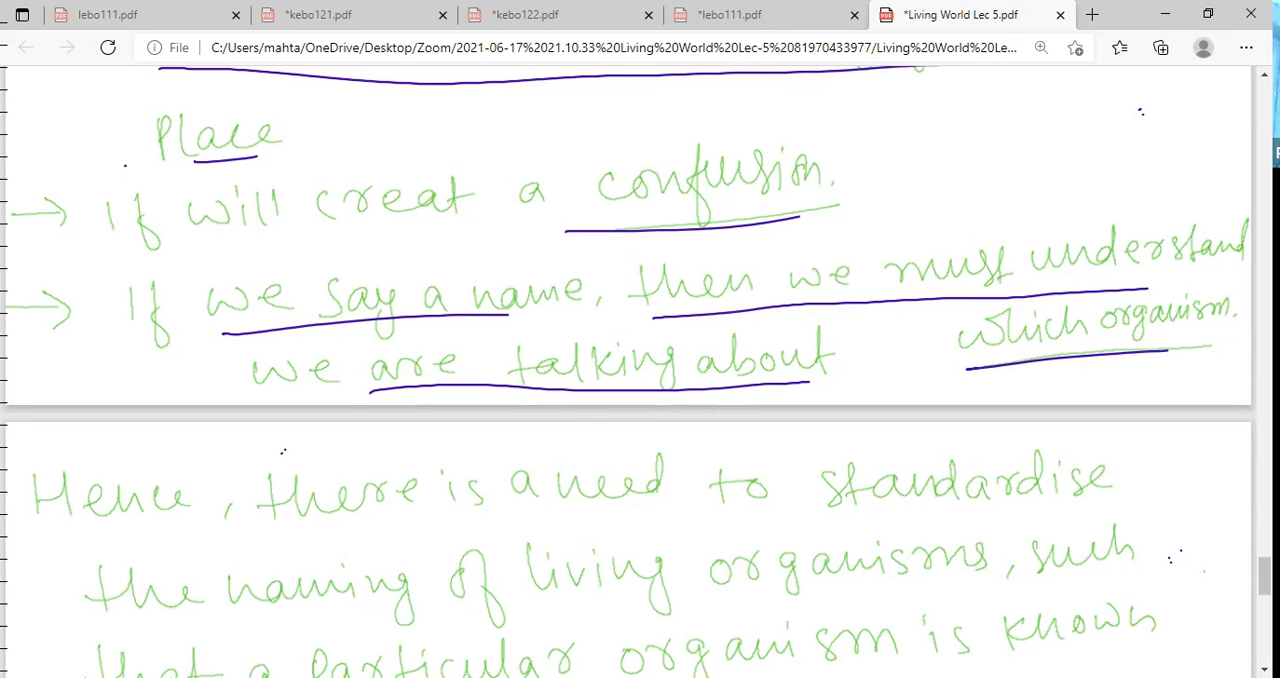 lebo111.pdf *kebo121.pdf *kebo122.pdf *lebo111.pdf *Living World Lec 5.pdf
File C:/Users/mahta/OneDrive/Desktop/Zoom/2021-06-17%2021.10.33%20Living%20World%20Lec-5%2081970433977/Living%20World%20Le...
Place
→ if will creat a confusion.
→ If we say a name, then we must understand
which organism.
we are talking about
Hence, there is a need to standardise
the naming of living organisms, such
that a particular organism is known